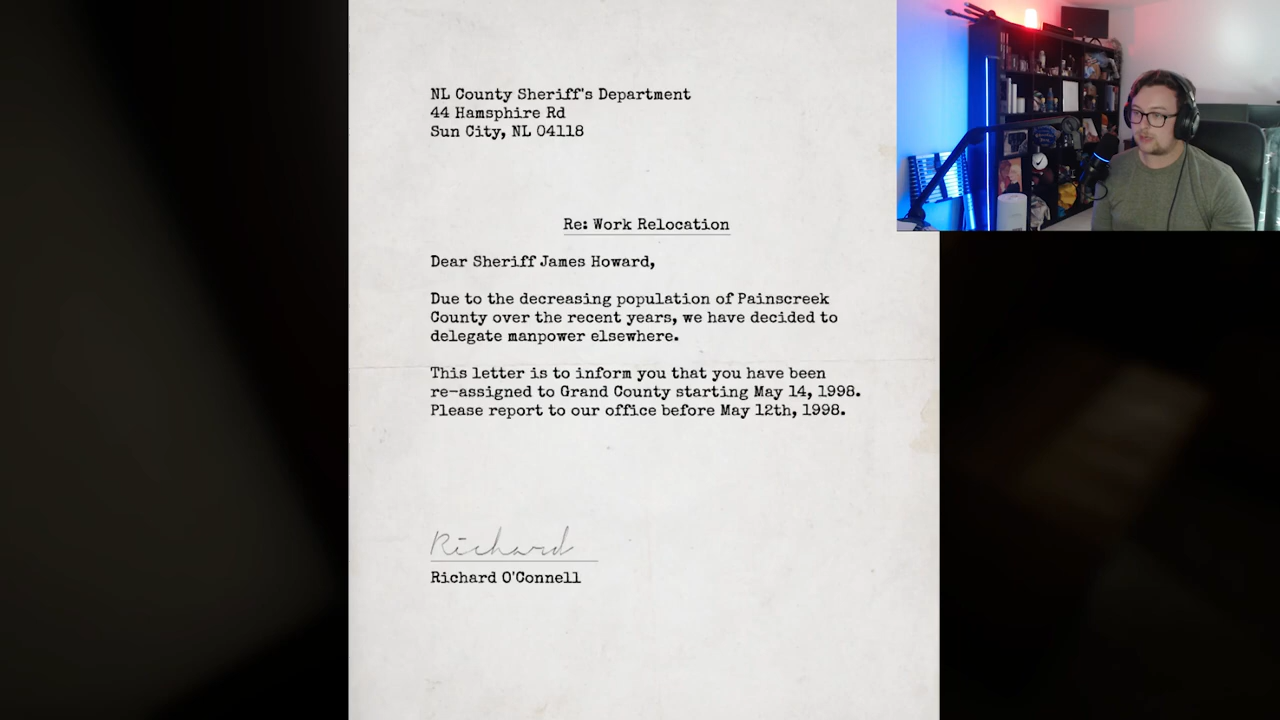 NL County Sheriff's Department
44 Hamsphire Rd
Sun City, NL 04118
Re: Work Relocation
Dear Sheriff James Howard,
Due to the decreasing population of Painscreek
County over the recent years, we have decided to
delegate manpower elsewhere.
This letter is to inform you that you have been
re-assigned to Grand County starting May 14, 1998.
Please report to our office before May 12th, 1998.
Richard
Richard O'Connell